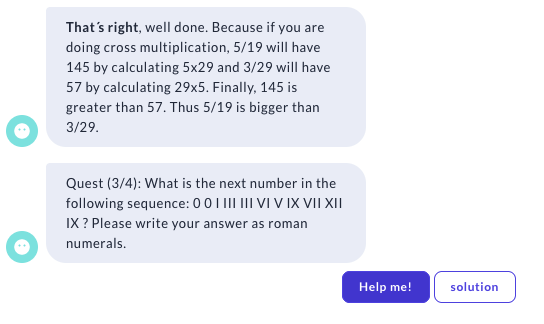 That´s right, well done. Because if you are
doing cross multiplication, 5/19 will have
145 by calculating 5x29 and 3/29 will have
57 by calculating 29x5. Finally, 145 is
greater than 57. Thus 5/19 is bigger than
3/29.
Quest (3/4): What is the next number in the
following sequence: 0 0 I III III VI V IX VII XII
IX ? Please write your answer as roman
numerals.
Help me!
solution